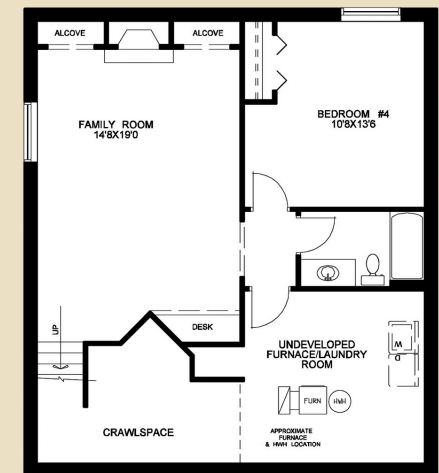 ALCOVE
ALCOVE
FAMILY ROOM
14'8X19'0
BEDROOM #4
10'8X13'6
UP
DESK
UNDEVELOPED
FURNACE/LAUNDRY
ROOM
W
D
FURN
HWH
CRAWLSPACE
APPROXIMATE
FURNACE
& HWH LOCATION